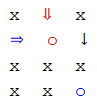 x ⇓ x
⇒ ○ ↓
x x x
x x ○